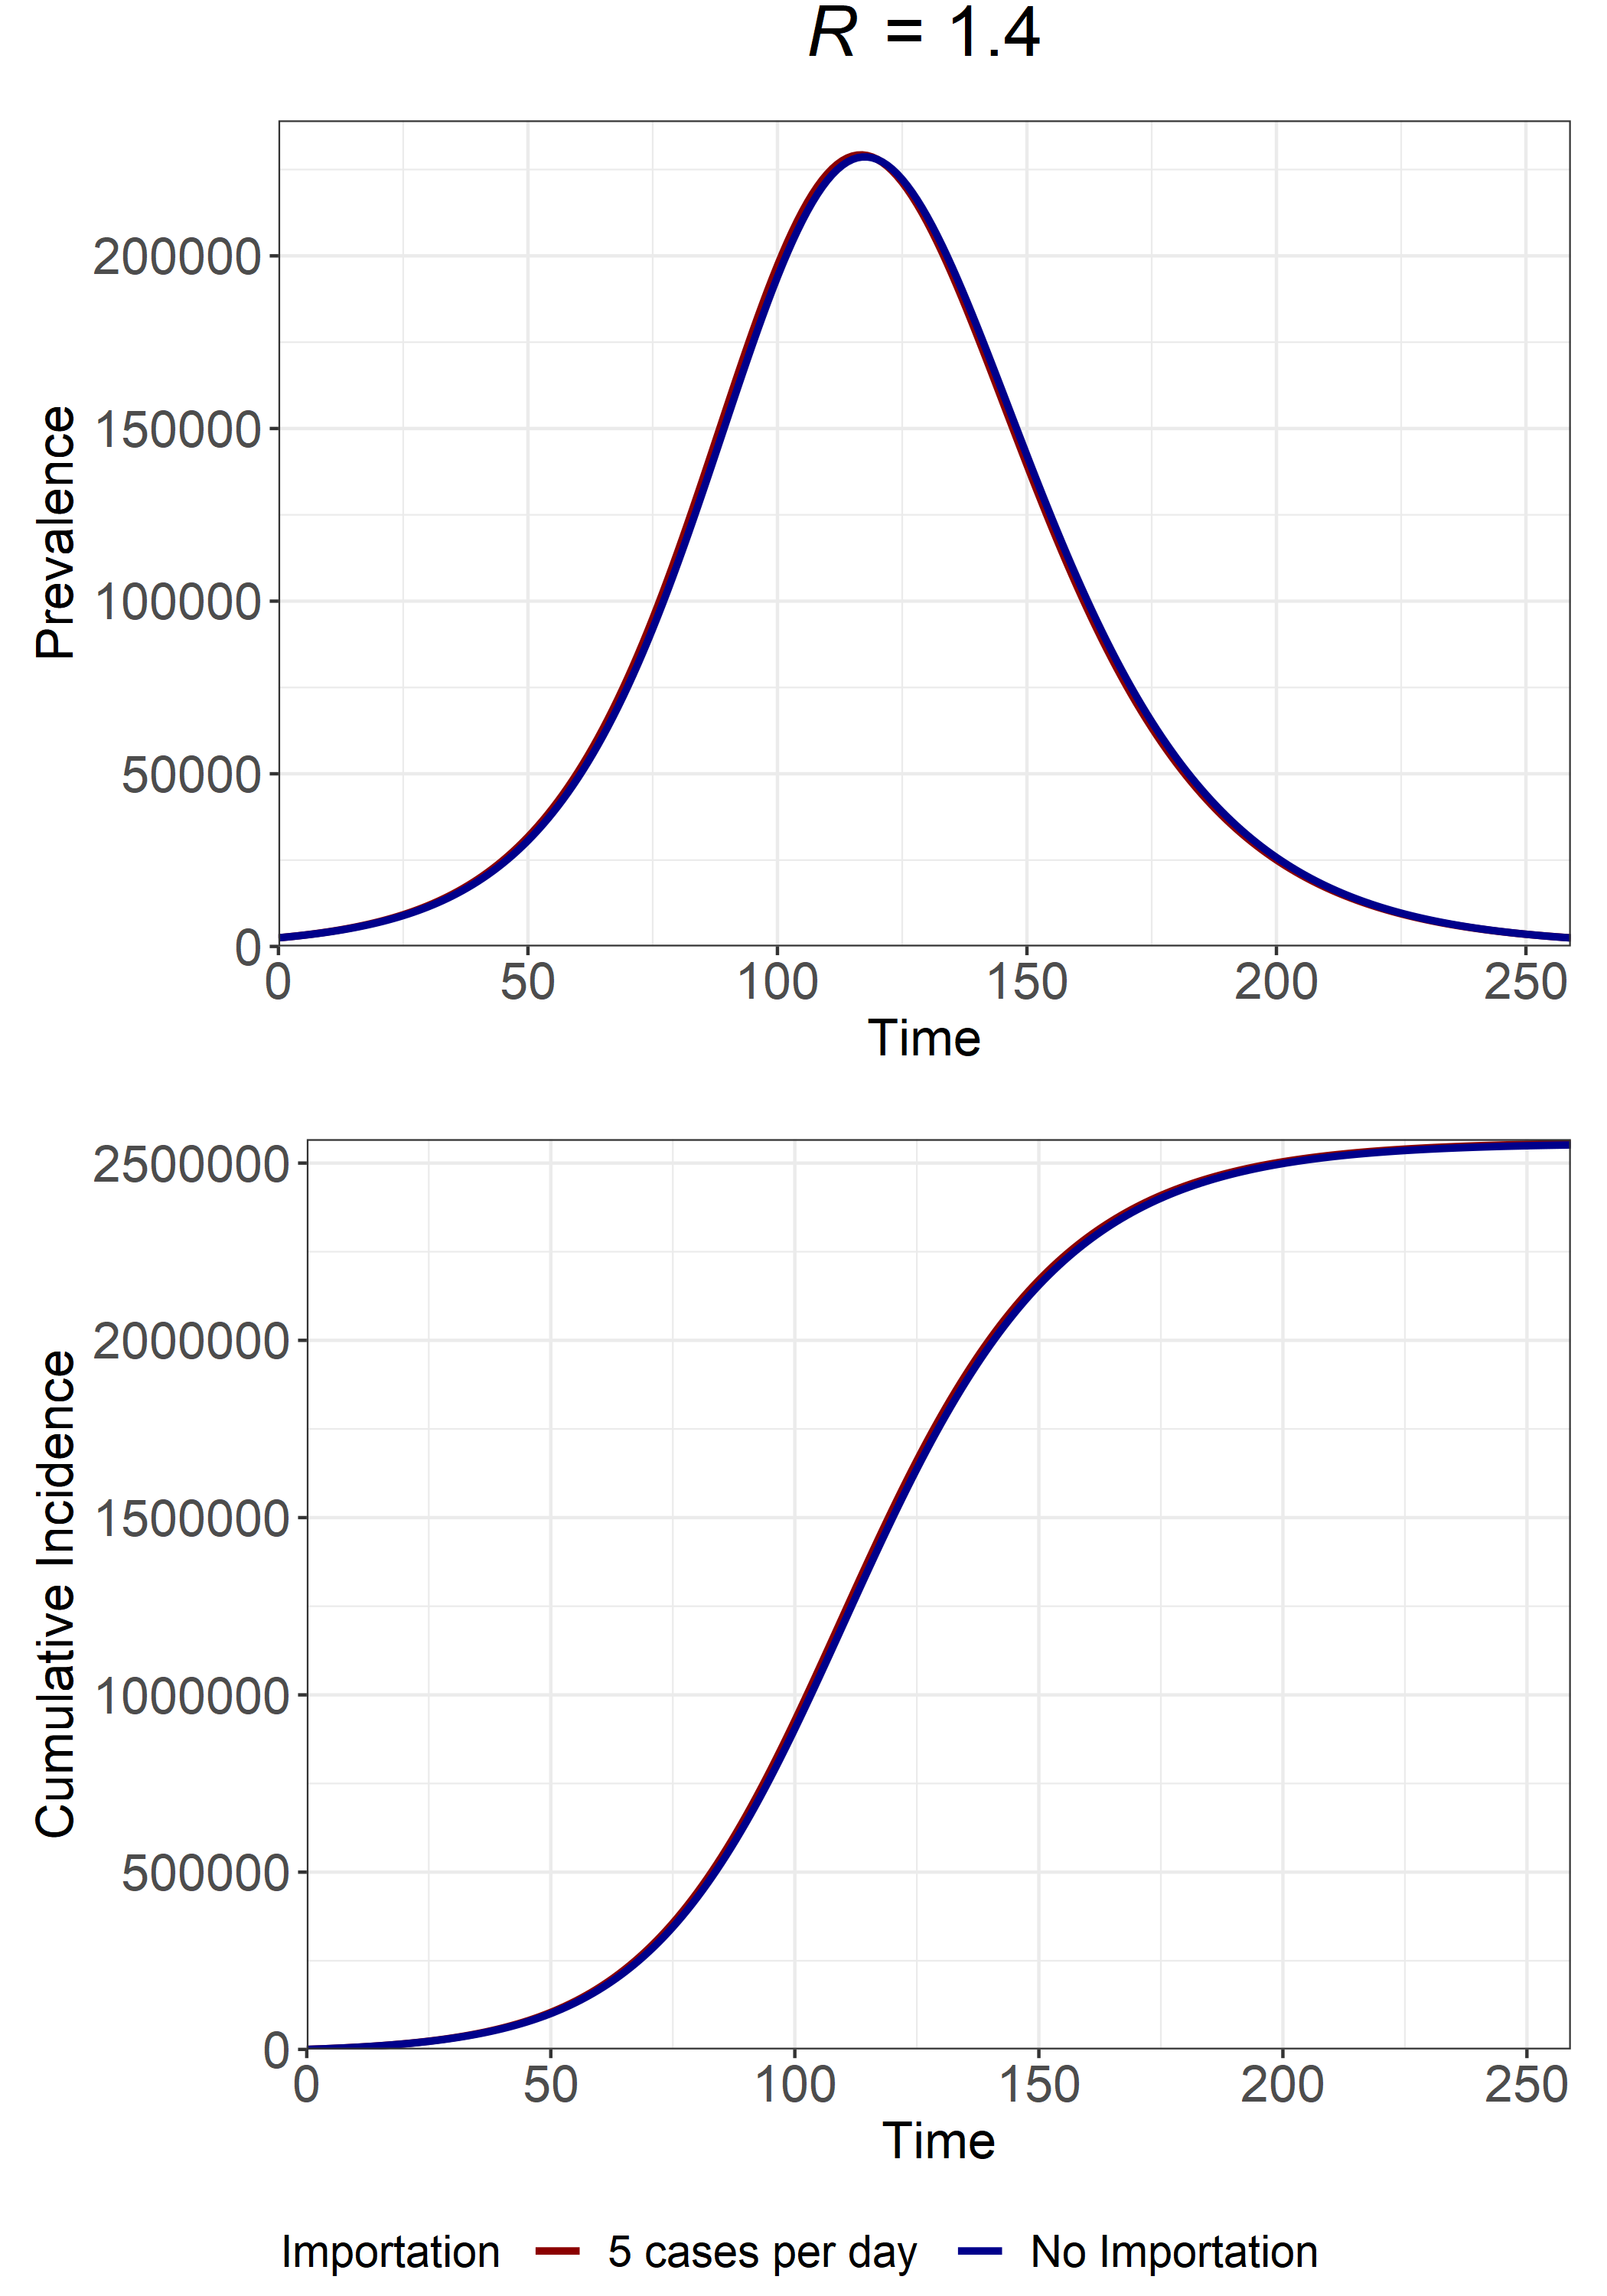 R = 1.4
Prevalence
200000
150000
100000
50000
0
0 50 100 150 200 250
Time
Cumulative Incidence
2500000
2000000
1500000
1000000
500000
0
0 50 100 150 200 250
Time
Importation 5 cases per day No Importation